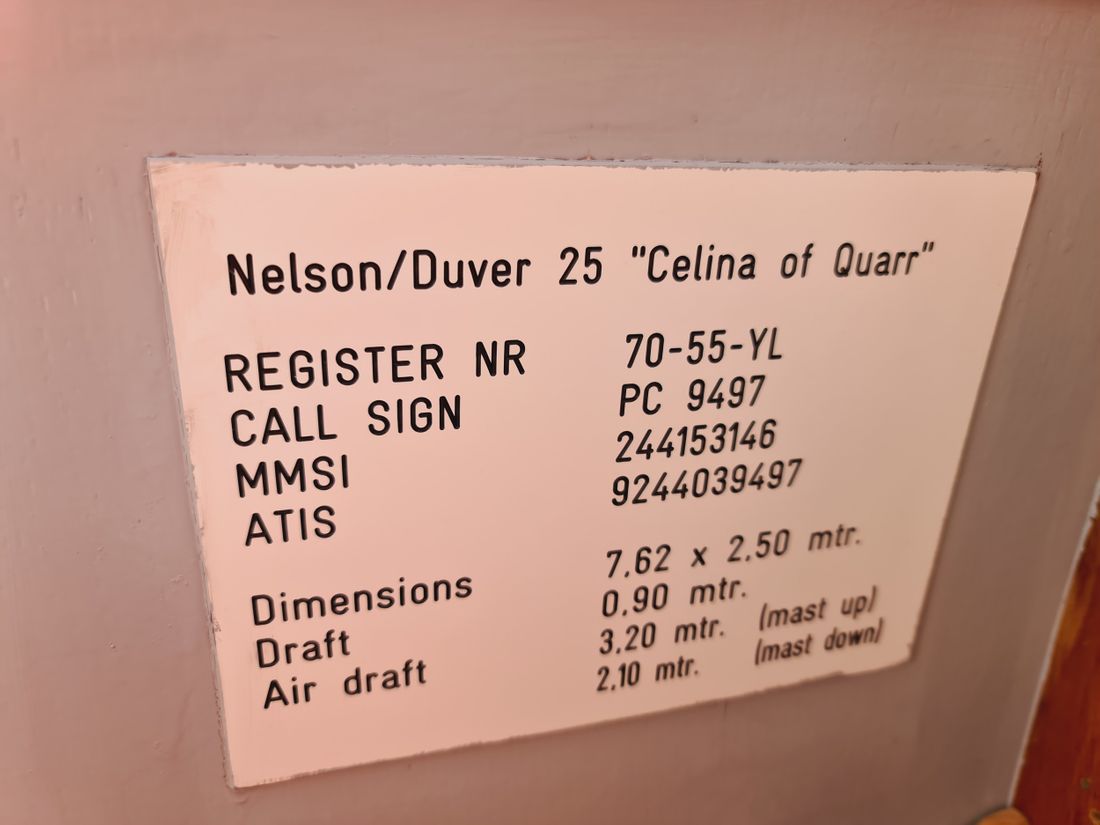 Nelson/Duver 25 "Celina of Quarr"
REGISTER NR 70-55-YL
CALL SIGN PC 9497
MMSI 244153146
ATIS 9244039497
Dimensions 7.62 x 2.50 mtr.
Draft 0.90 mtr.
Air draft 3.20 mtr. (mast up)
2.10 mtr. (mast down)